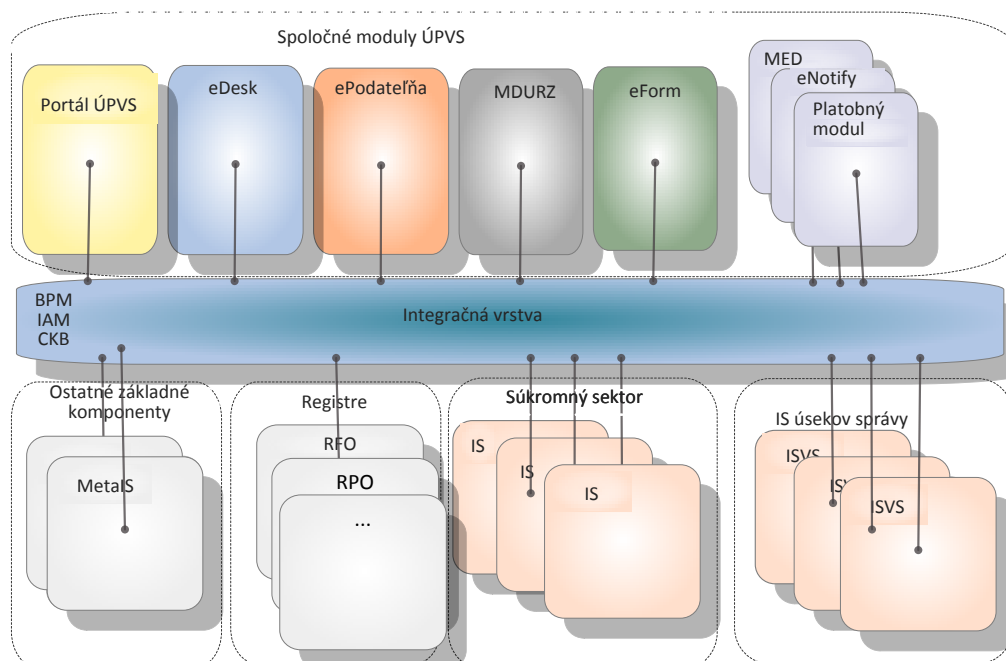 Spoločné moduly ÚPVS
Portál ÚPVS
eDesk
ePodateľňa
MDURZ
eForm
MED
eNotify
Platobný
modul
BPM
IAM
CKB
Integračná vrstva
Ostatné základné
komponenty
MetaIS
Registre
RFO
RPO
...
Súkromný sektor
IS
IS
IS
IS úsekov správy
ISVS
ISVS